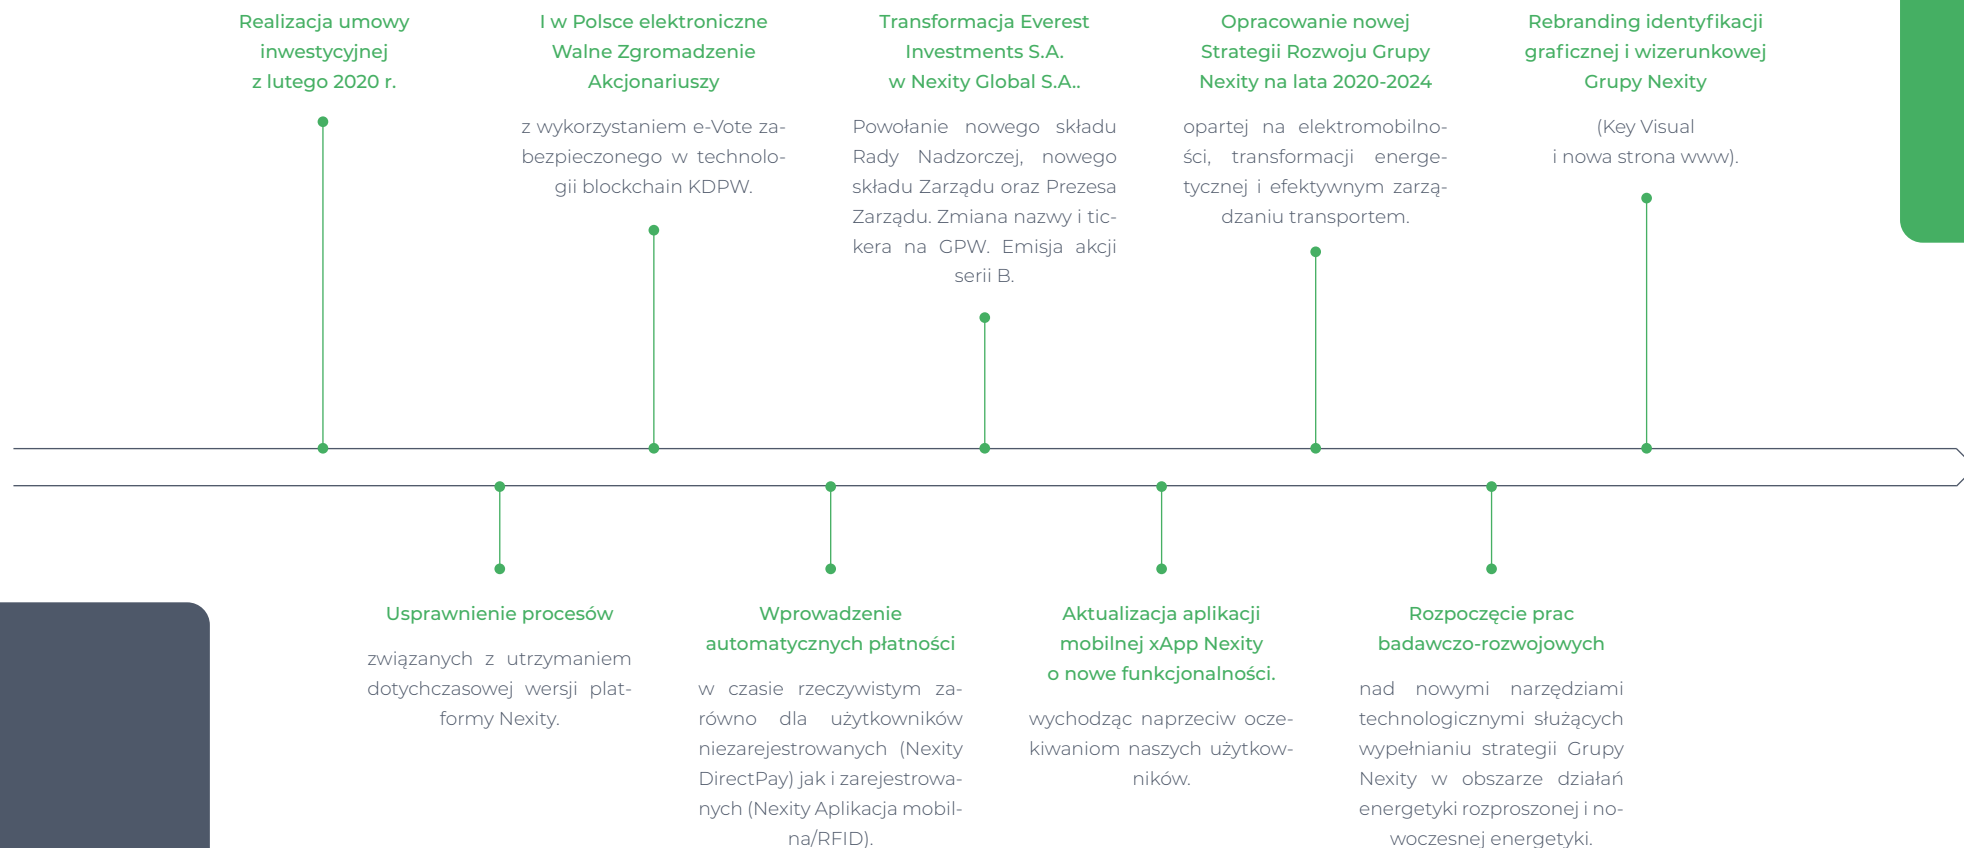 Realizacja umowy
inwestycyjnej
z lutego 2020 r.
I w Polsce elektroniczne
Walne Zgromadzenie
Akcjonariuszy
z wykorzystaniem e-Vote za-
bezpieczonego w technolo-
gii blockchain KDPW.
Transformacja Everest
Investments S.A.
w Nexity Global S.A..
Powołanie nowego składu
Rady Nadzorczej, nowego
składu Zarządu oraz Prezesa
Zarządu. Zmiana nazwy i tic-
kera na GPW. Emisja akcji
serii B.
Opracowanie nowej
Strategii Rozwoju Grupy
Nexity na lata 2020-2024
opartej na elektromobilno-
ści, transformacji energe-
tycznej i efektywnym zarzą-
dzaniu transportem.
Rebranding identyfikacji
graficznej i wizerunkowej
Grupy Nexity
(Key Visual
i nowa strona www).
Usprawnienie procesów
związanych z utrzymaniem
dotychczasowej wersji plat-
formy Nexity.
Wprowadzenie
automatycznych płatności
w czasie rzeczywistym za-
równo dla użytkowników
niezarejestrowanych (Nexity
DirectPay) jak i zarejestrowa-
nych (Nexity Aplikacja mobil-
na/RFID).
Aktualizacja aplikacji
mobilnej xApp Nexity
o nowe funkcjonalności.
wychodząc naprzeciw ocze-
kiwaniom naszych użytkow-
ników.
Rozpoczęcie prac
badawczo-rozwojowych
nad nowymi narzędziami
technologicznymi służących
wypełnianiu strategii Grupy
Nexity w obszarze działań
energetyki rozproszonej i no-
woczesnej energetyki.